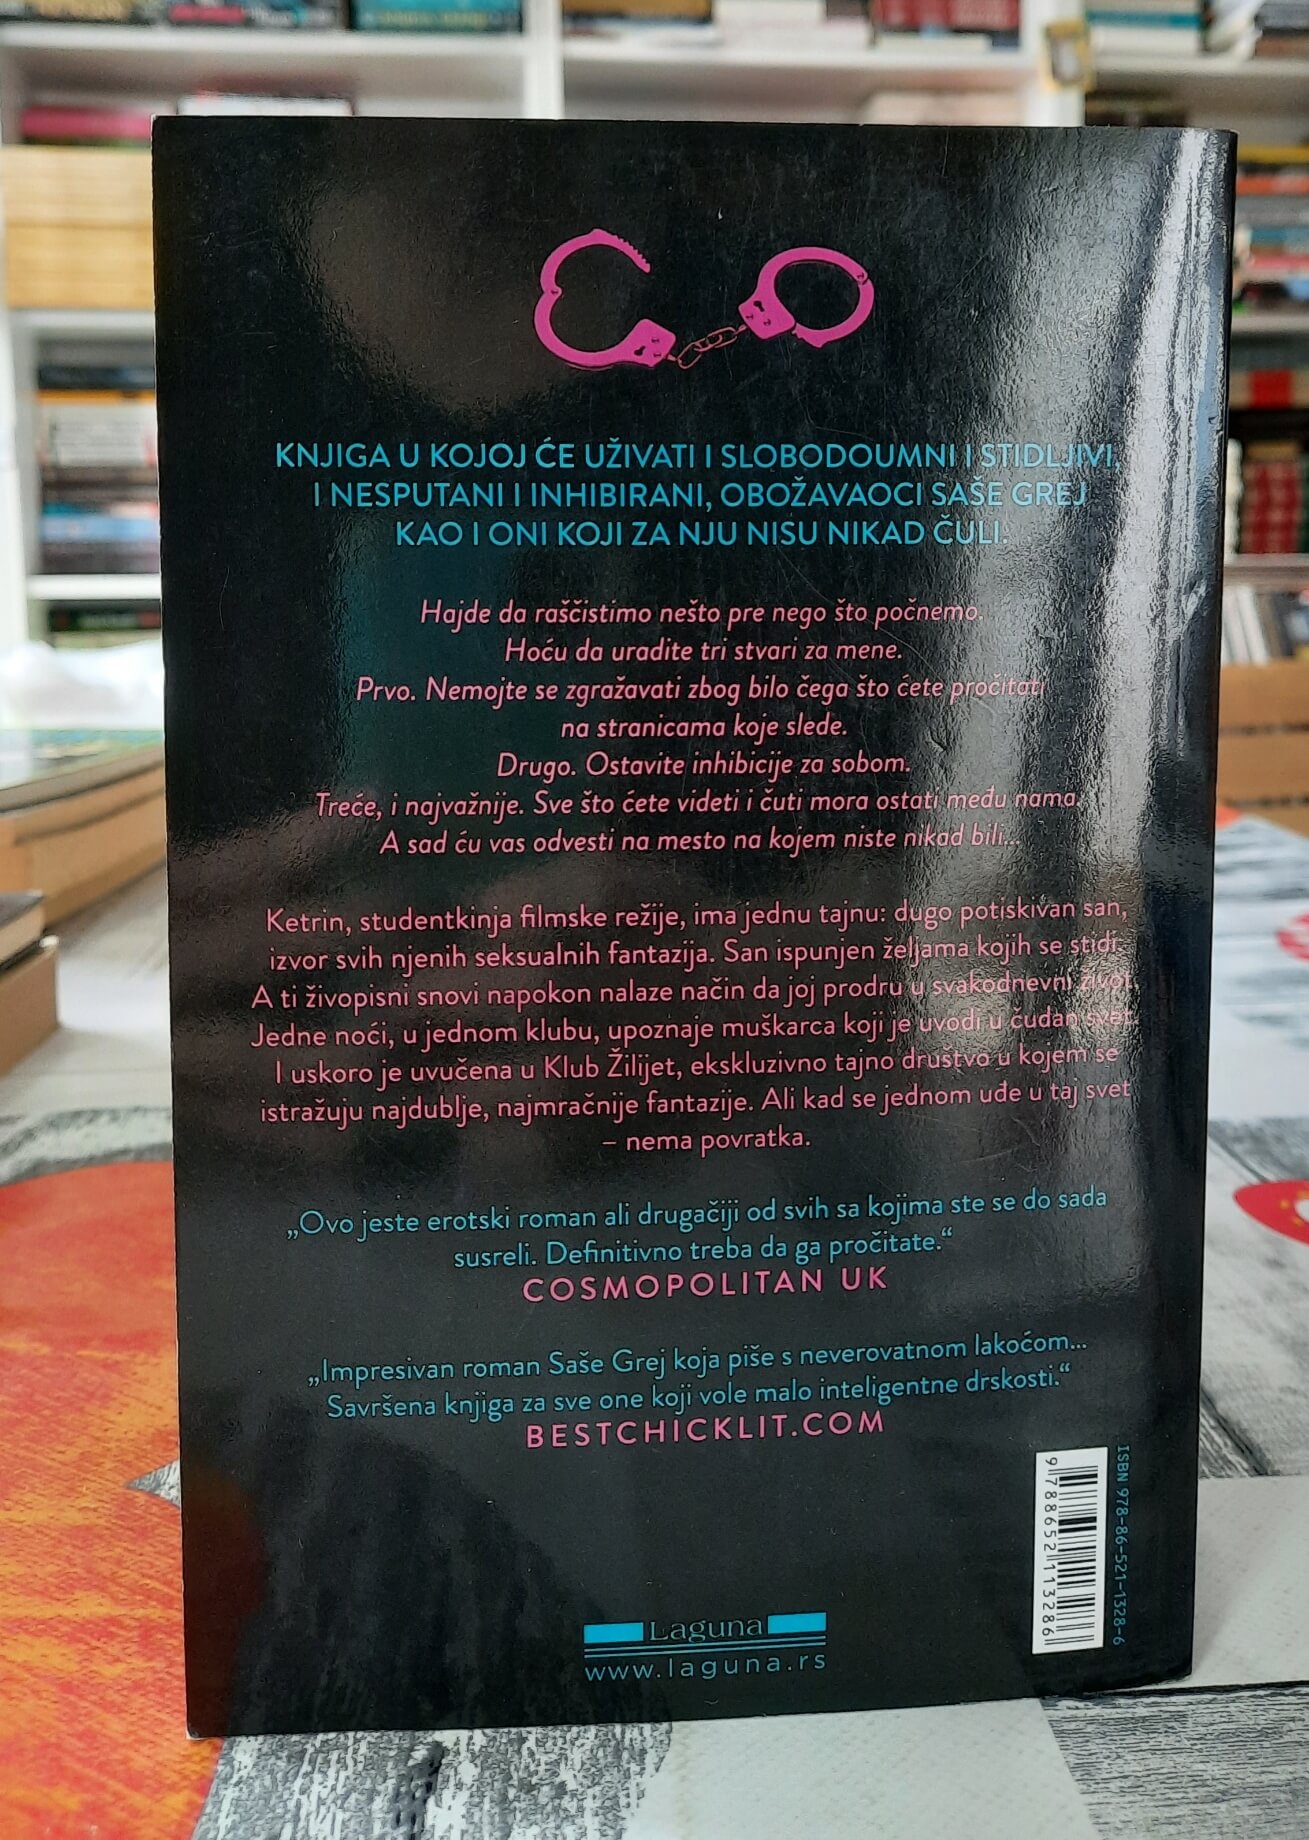 KNJIGA U KOJOJ ĆE UŽIVATI I SLOBODOUMNI I STIDLJIVI,
I NESPUTANI I INHIBIRANI, OBOŽAVAOCI SAŠE GREJ
KAO I ONI KOJI ZA NJU NISU NIKAD ČULI.
Hajde da raščistimo nešto pre nego što počnemo.
Hoću da uradite tri stvari za mene.
Prvo. Nemojte se zgražavati zbog bilo čega što ćete pročitati
na stranicama koje slede.
Drugo. Ostavite inhibicije za sobom.
Treće, i najvažnije. Sve što ćete videti i čuti mora ostati među nama.
A sad ću vas odvesti na mesto na kojem niste nikad bili...
Ketrin, studentkinja filmske režije, ima jednu tajnu: dugo potiskivan san,
izvor svih njenih seksualnih fantazija. San ispunjen željama kojih se stidi.
A ti živopisni snovi napokon nalaze način da joj prodru u svakodnevni život.
Jedne noći, u jednom klubu, upoznaje muškarca koji je uvodi u čudan svet.
I uskoro je uvučena u Klub Žilijet, ekskluzivno tajno društvo u kojem se
istražuju najdublje, najmračnije fantazije. Ali kad se jednom uđe u taj svet
– nema povratka.
„Ovo jeste erotski roman ali drugačiji od svih sa kojima ste se do sada
susreli. Definitivno treba da ga pročitate.“
COSMOPOLITAN UK
„Impresivan roman Saše Grej koja piše s neverovatnom lakoćom...
Savršena knjiga za sve one koji vole malo inteligentne drskosti.“
BESTCHICKLIT.COM
ISBN 978-86-521-1328-6
9 788652 113286
Laguna
www.laguna.rs